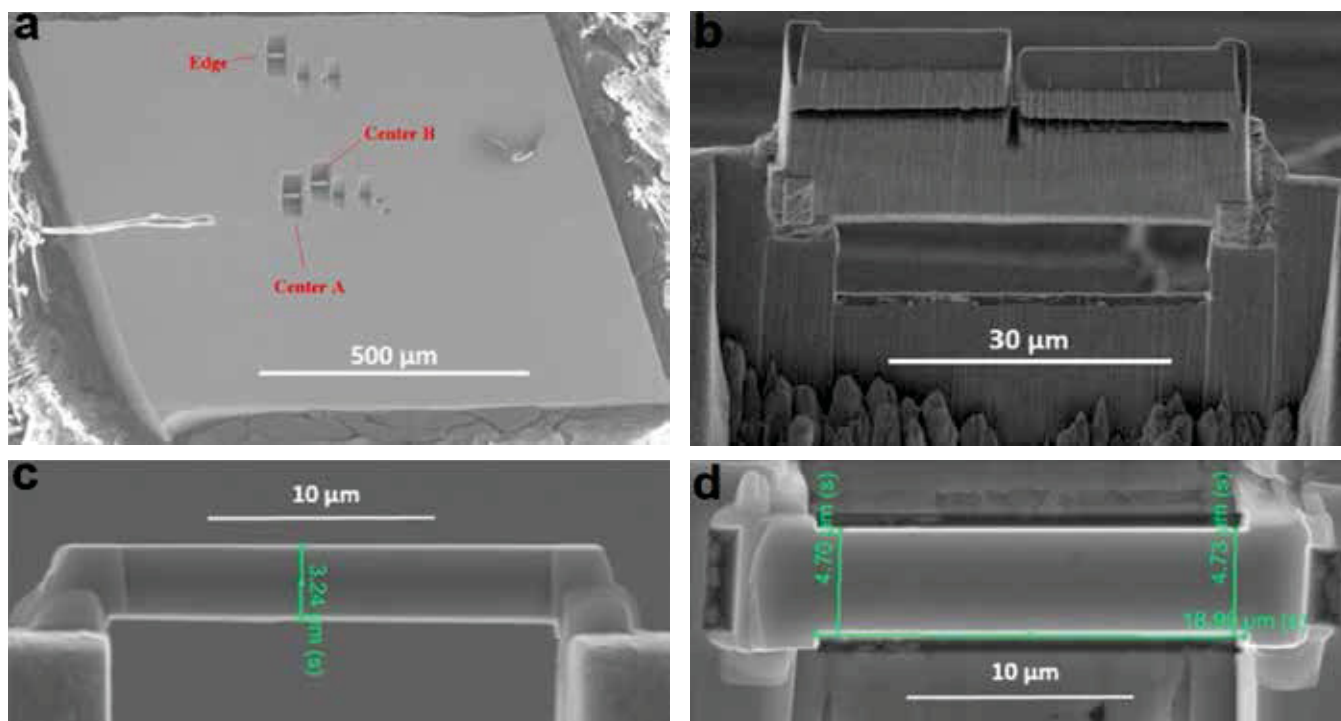 a
Edge
Center B
Center A
500 µm
b
30 µm
c
10 µm
3.24 µm (s)
d
4.70 µm (s)
4.73 µm (s)
10 µm